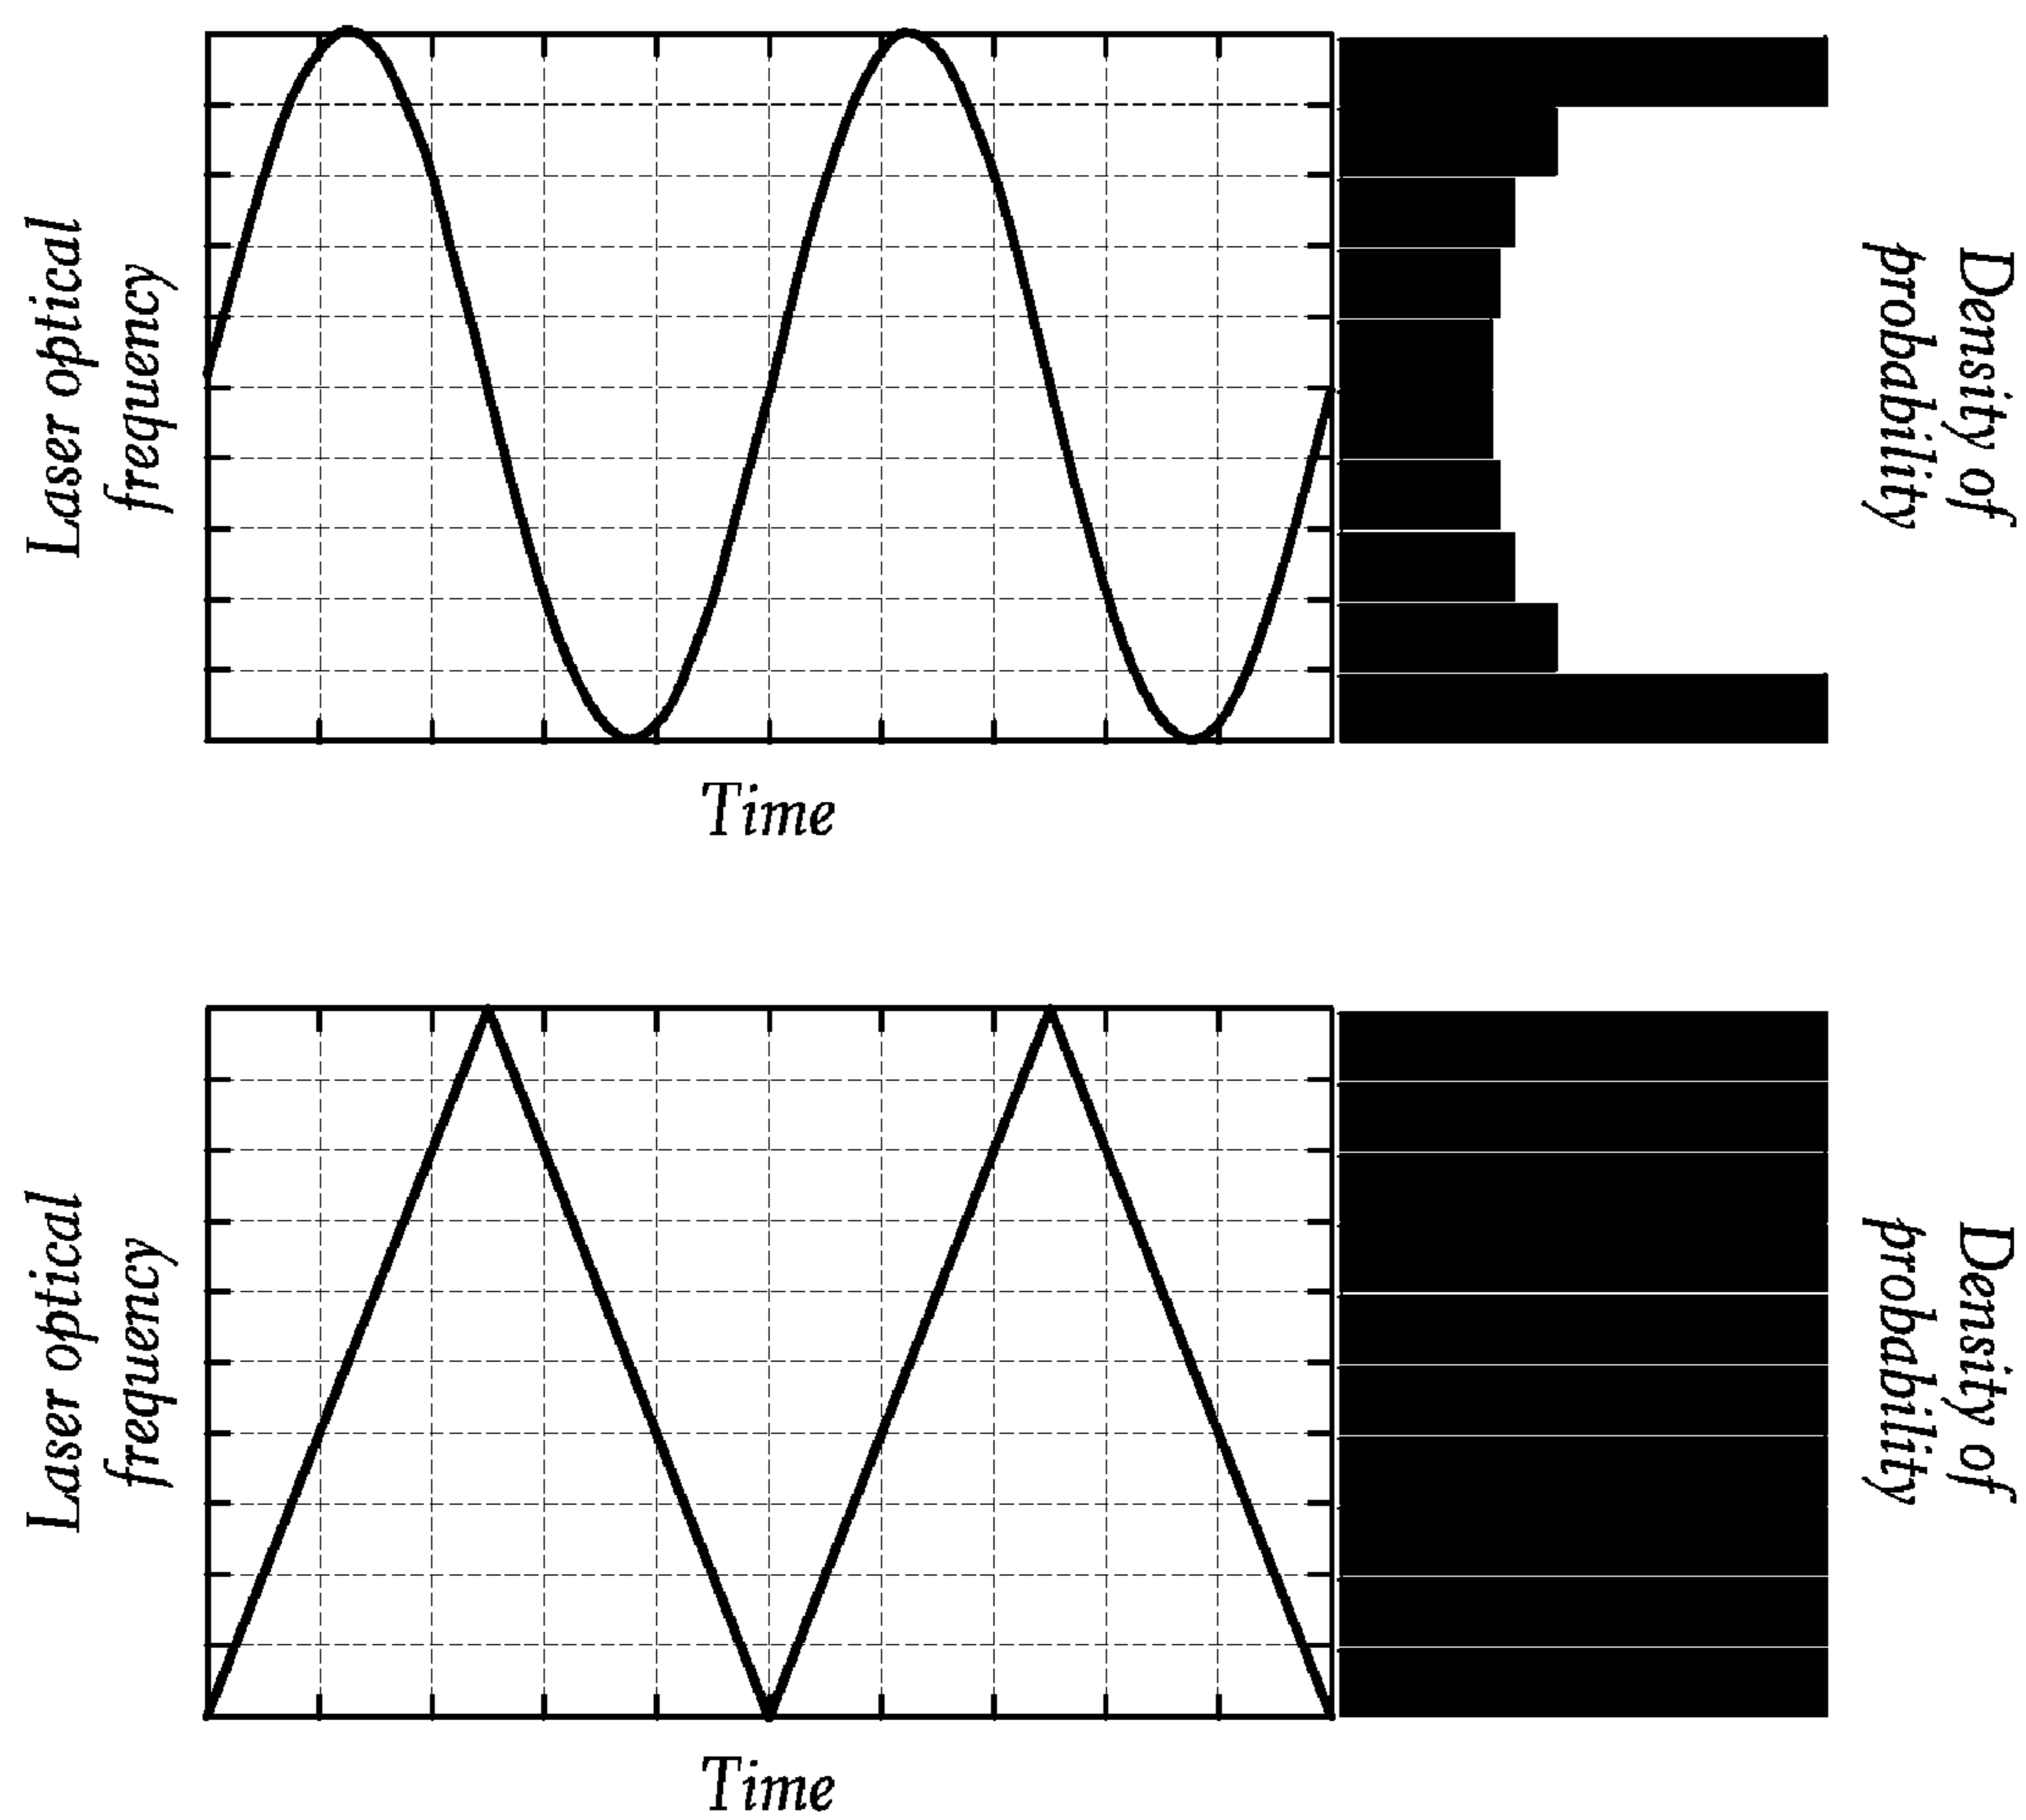 Laser optical
frequency
Density of
probability
Time
Laser optical
frequency
Density of
probability
Time